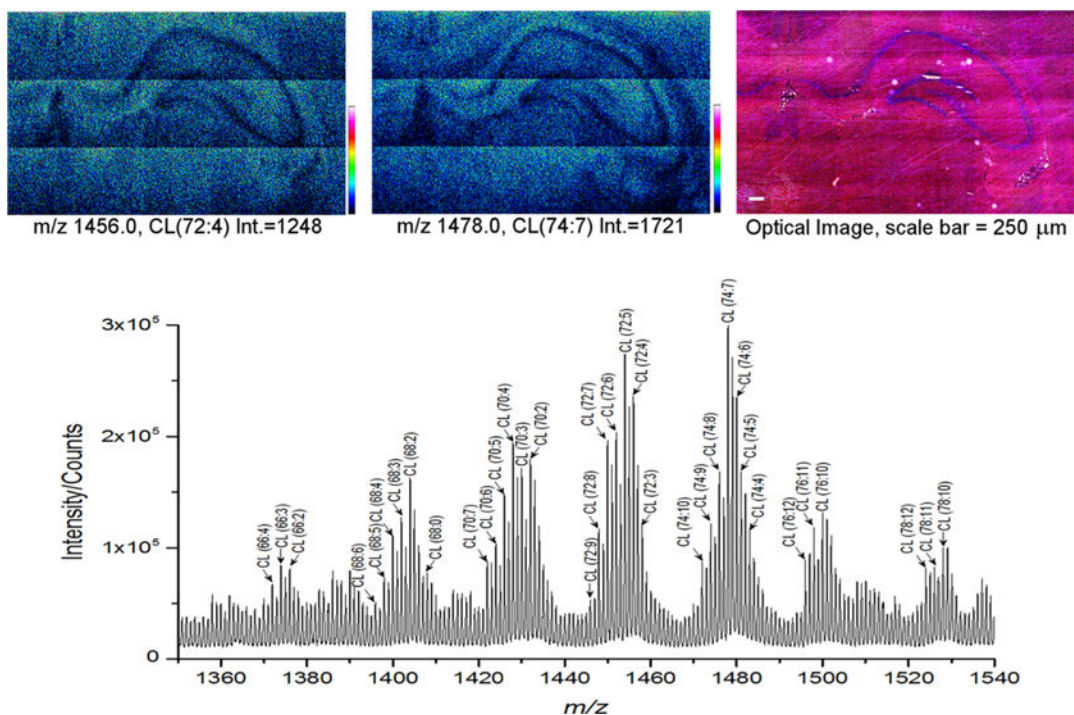 m/z 1456.0, CL(72:4) Int.=1248
m/z 1478.0, CL(74:7) Int.=1721
Optical Image, scale bar = 250 μm
Intensity/Counts
3x10⁵
2x10⁵
1x10⁵
0
CL (66:4)
CL (66:3)
CL (66:2)
CL (68:6)
CL (68:5)
CL (68:4)
CL (68:3)
CL (68:2)
CL (68:0)
CL (70:7)
CL (70:6)
CL (70:5)
CL (70:4)
CL (70:3)
CL (70:2)
CL (72:9)
CL (72:8)
CL (72:7)
CL (72:6)
CL (72:5)
CL (72:4)
CL (72:3)
CL (74:10)
CL (74:9)
CL (74:8)
CL (74:7)
CL (74:6)
CL (74:5)
CL (74:4)
CL (76:12)
CL (76:11)
CL (76:10)
CL (78:12)
CL (78:11)
CL (78:10)
1360 1380 1400 1420 1440 1460 1480 1500 1520 1540
m/z